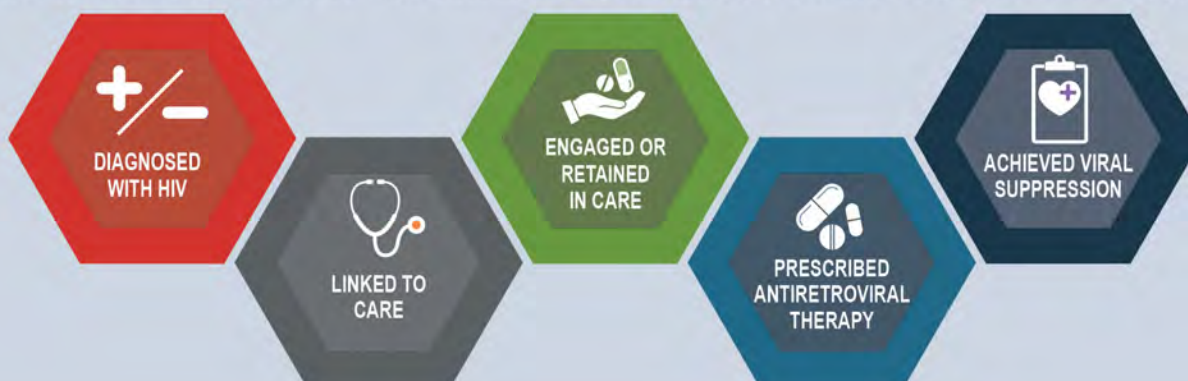 DIAGNOSED
WITH HIV
LINKED TO
CARE
ENGAGED OR
RETAINED
IN CARE
PRESCRIBED
ANTIRETROVIRAL
THERAPY
ACHIEVED VIRAL
SUPPRESSION